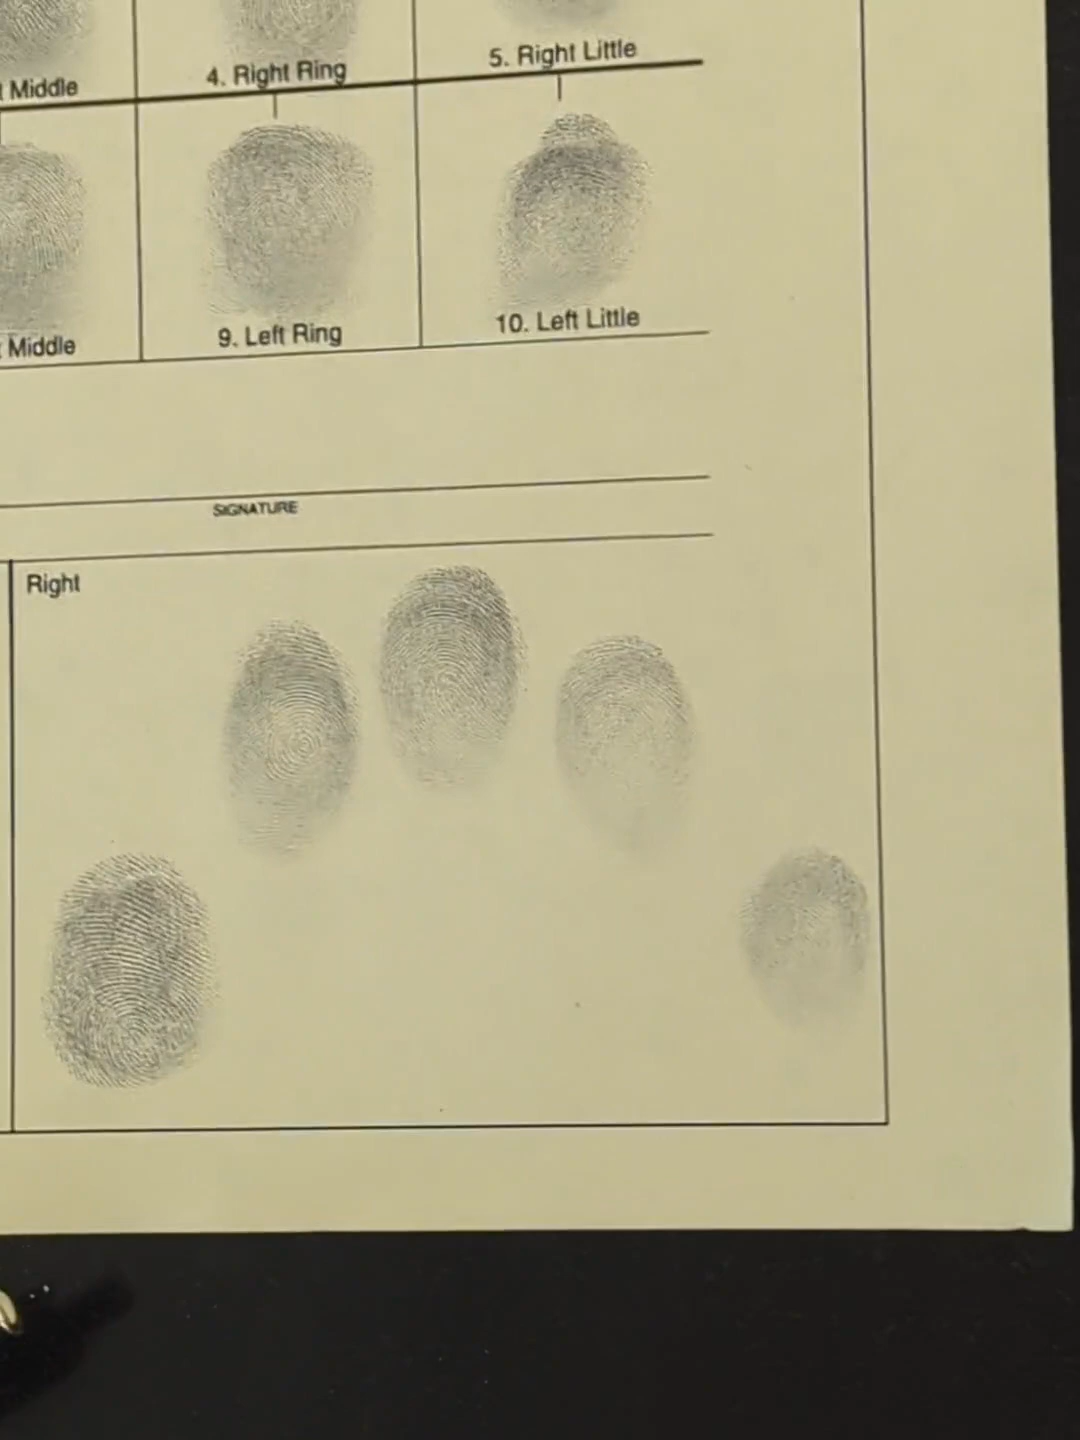 Middle
4. Right Ring
5. Right Little
Middle
9. Left Ring
10. Left Little
SIGNATURE
Right